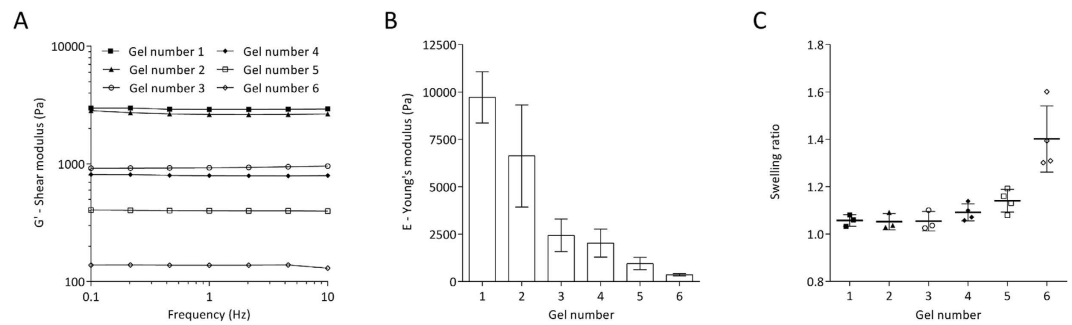 A
G' - Shear modulus (Pa)
10000
1000
100
Gel number 1
Gel number 2
Gel number 3
Gel number 4
Gel number 5
Gel number 6
0.1
1
10
Frequency (Hz)
B
E - Young's modulus (Pa)
12500
10000
7500
5000
2500
0
1 2 3 4 5 6
Gel number
C
Swelling ratio
1.8
1.6
1.4
1.2
1.0
0.8
1 2 3 4 5 6
Gel number